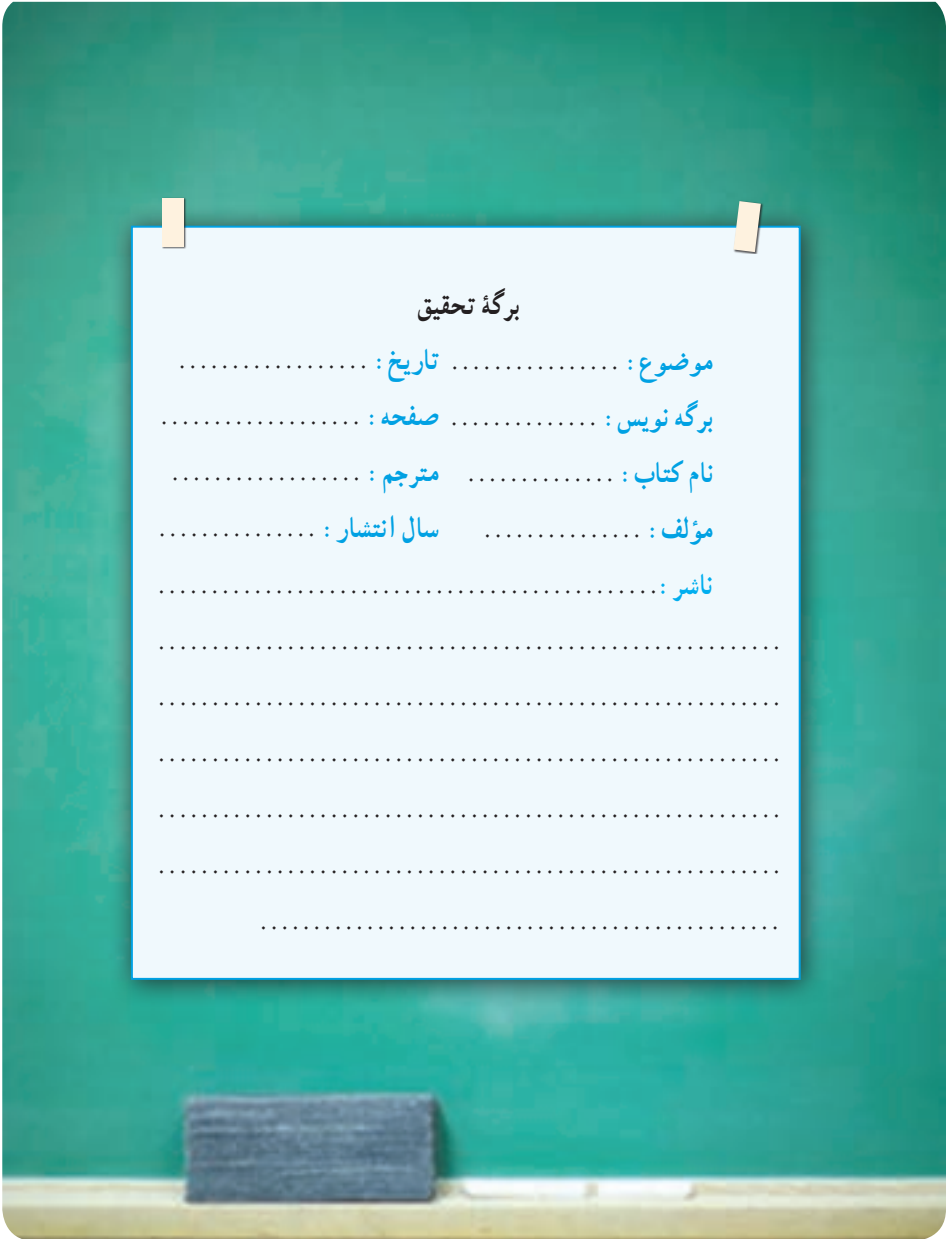 برگهٔ تحقیق
موضوع : ................ تاریخ : ..................
برگه نویس : .............. صفحه : ...................
نام کتاب : .............. مترجم : ..................
مؤلف : ............... سال انتشار : ...............
ناشر : ................................................
............................................................
............................................................
............................................................
............................................................
............................................................
..................................................